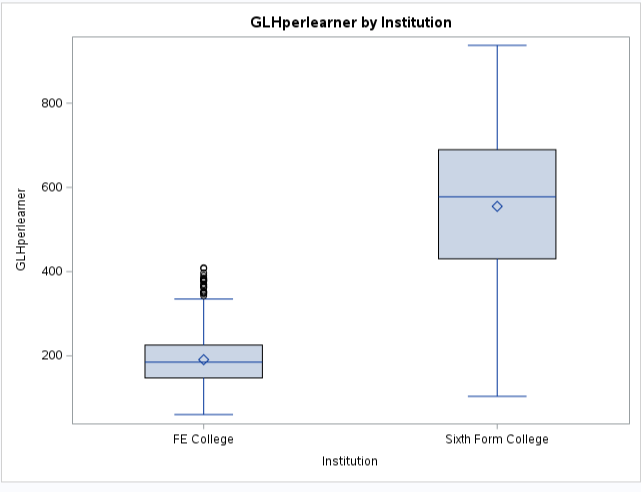 GLHperlearner by Institution
800
600
400
200
GLHperlearner
FE College
Sixth Form College
Institution